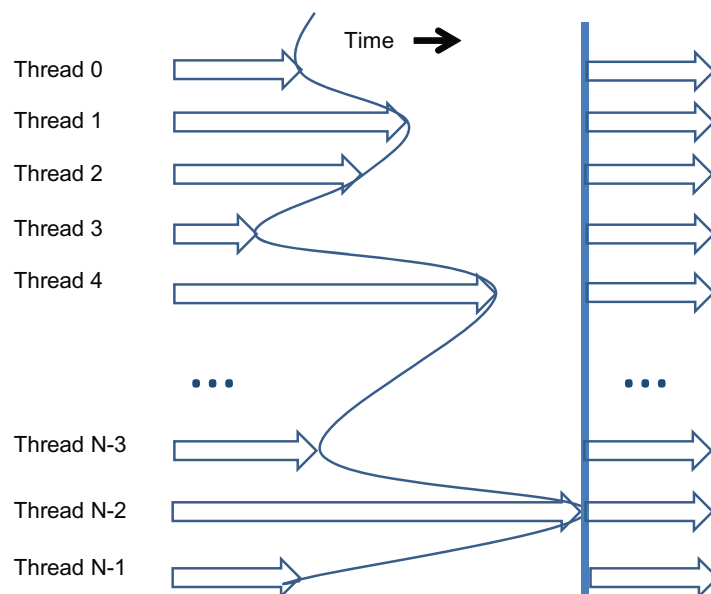 Time
Thread 0
Thread 1
Thread 2
Thread 3
Thread 4
... ...
Thread N-3
Thread N-2
Thread N-1